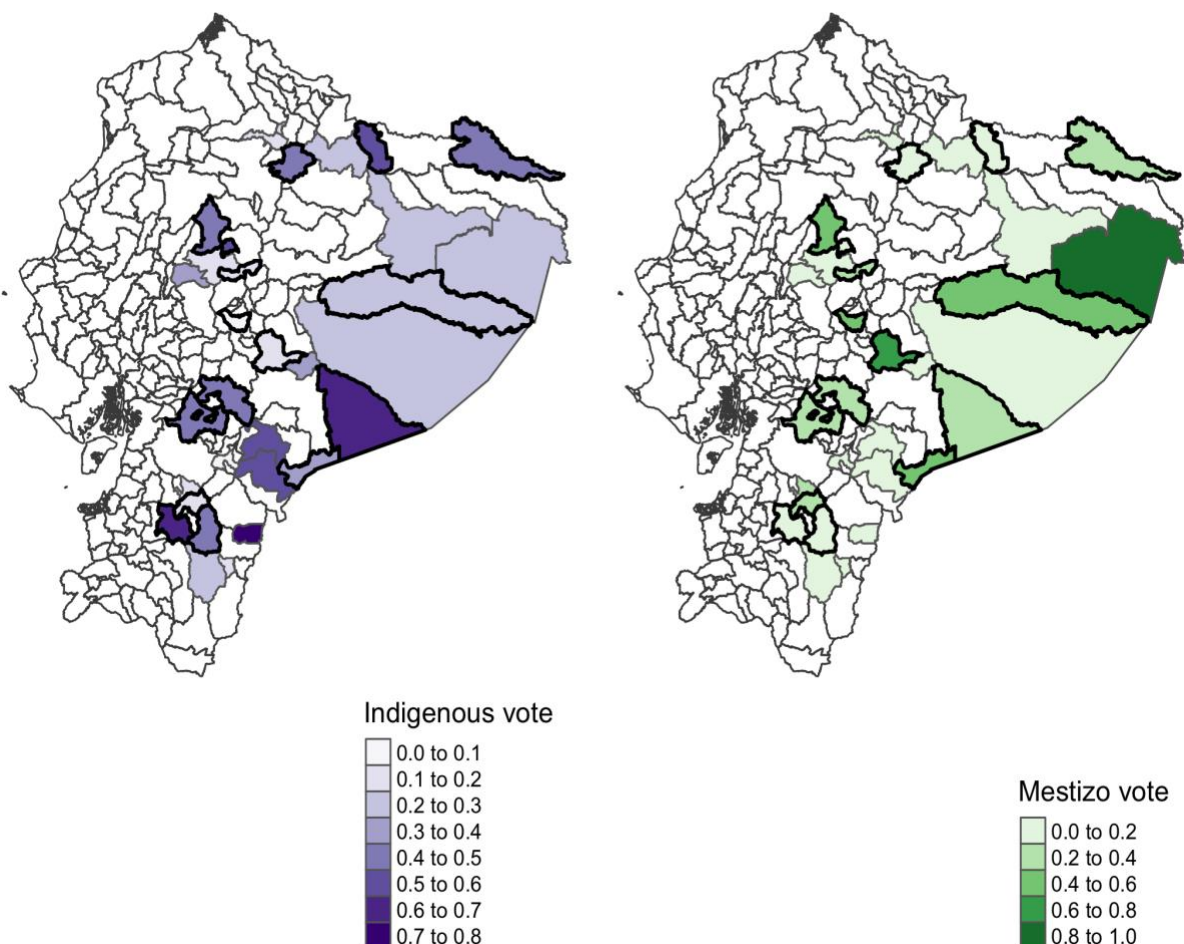 Indigenous vote
0.0 to 0.1
0.1 to 0.2
0.2 to 0.3
0.3 to 0.4
0.4 to 0.5
0.5 to 0.6
0.6 to 0.7
0.7 to 0.8
Mestizo vote
0.0 to 0.2
0.2 to 0.4
0.4 to 0.6
0.6 to 0.8
0.8 to 1.0